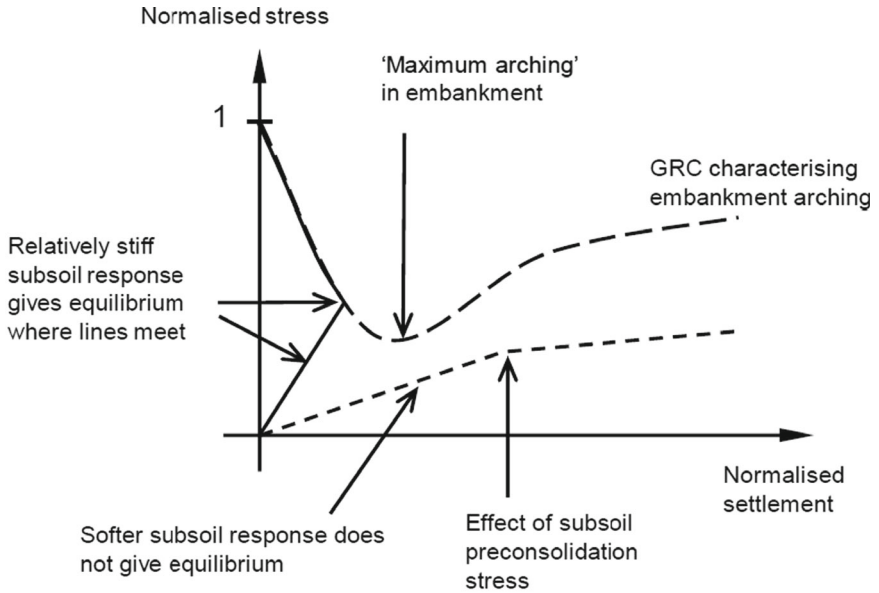 Normalised stress
1
‘Maximum arching’
in embankment
GRC characterising
embankment arching
Relatively stiff
subsoil response
gives equilibrium
where lines meet
Normalised
settlement
Softer subsoil response does
not give equilibrium
Effect of subsoil
preconsolidation
stress